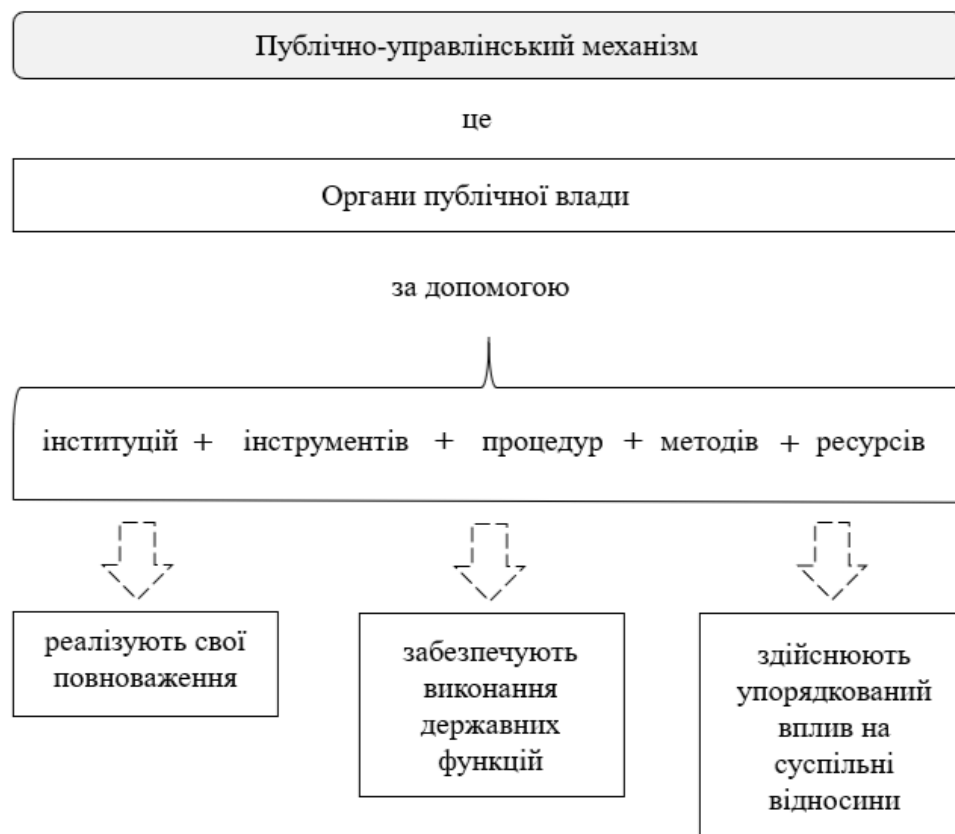 Публічно-управлінський механізм
це
Органи публічної влади
за допомогою
інституцій + інструментів + процедур + методів + ресурсів
реалізують свої
повноваження
забезпечують
виконання
державних
функцій
здійснюють
упорядкований
вплив на
суспільні
відносини